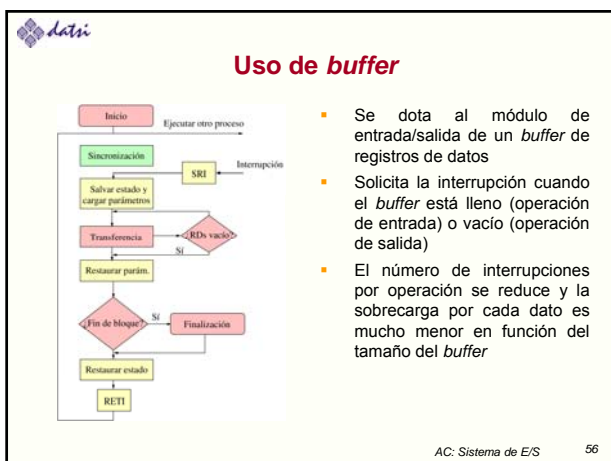 datsi
Uso de buffer
Inicio
Ejecutar otro proceso
Sincronización
Interrupción
SRI
Salvar estado y
cargar parámetros
Transferencia
¿RDs vacío?
Sí
Restaurar parám.
¿Fin de bloque?
Sí
Finalización
Restaurar estado
RETI
Se dota al módulo de
entrada/salida de un buffer de
registros de datos
Solicita la interrupción cuando
el buffer está lleno (operación
de entrada) o vacío (operación
de salida)
El número de interrupciones
por operación se reduce y la
sobrecarga por cada dato es
mucho menor en función del
tamaño del buffer
AC: Sistema de E/S 56